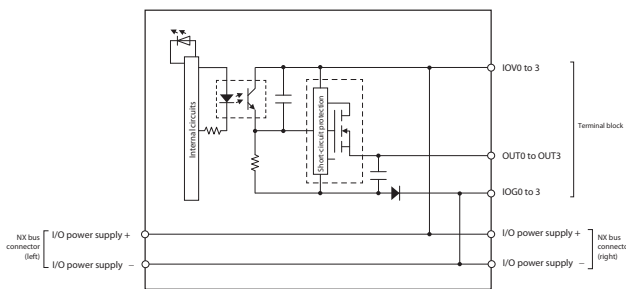 IOV0 to 3
Internal circuits
Short-circuit protection
Terminal block
OUT0 to OUT3
IOG0 to 3
NX bus
connector
(left)
I/O power supply +
I/O power supply −
I/O power supply +
I/O power supply −
NX bus
connecto
(right)